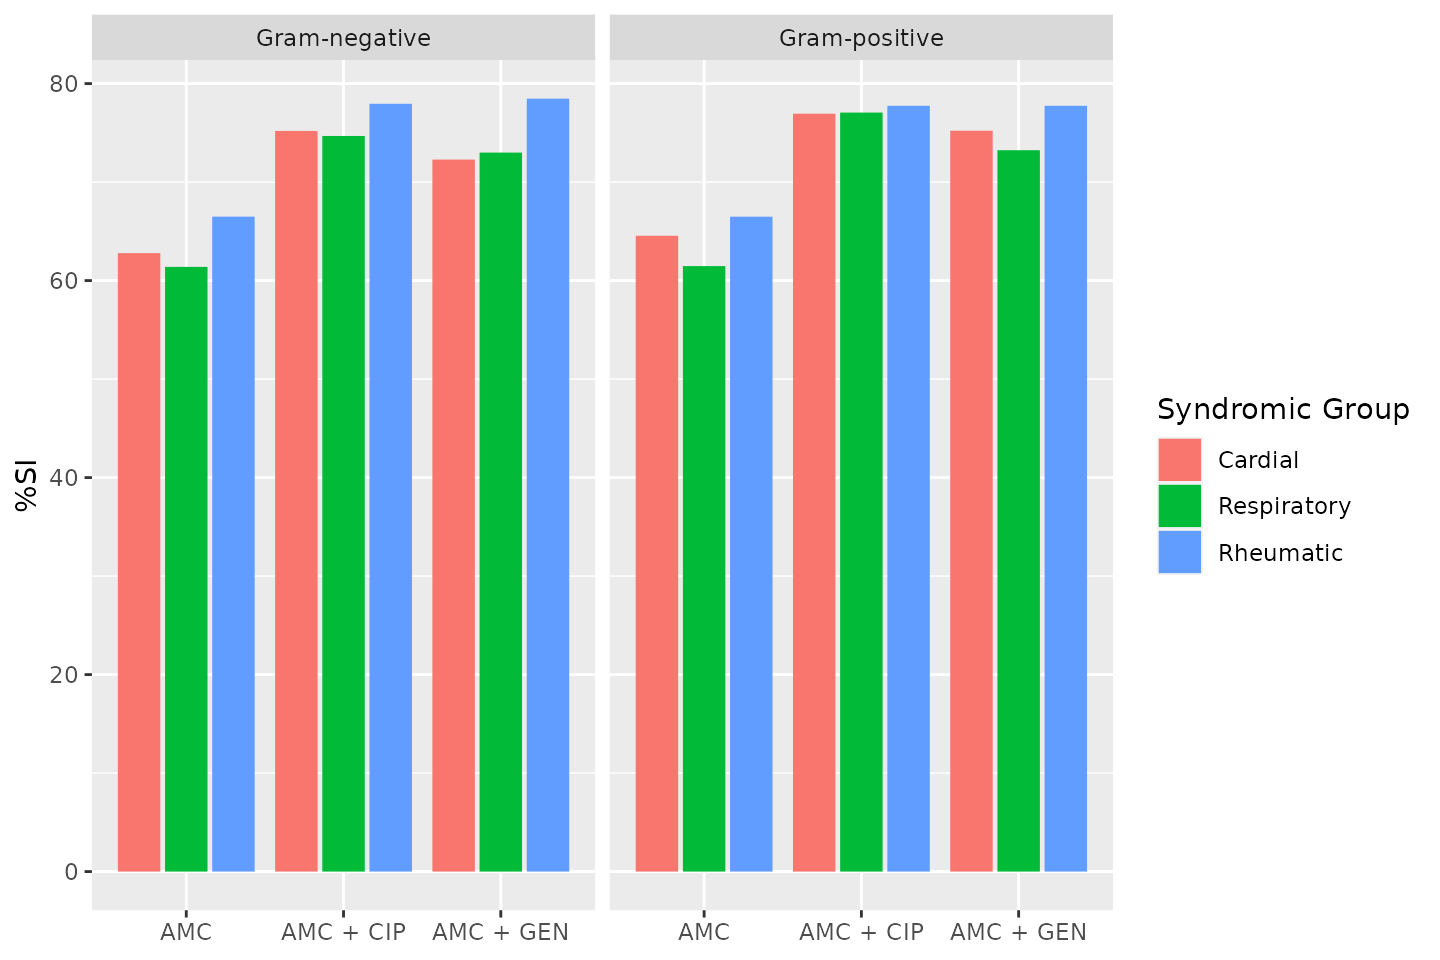 Gram-negative
Gram-positive
80
60
40
20
0
%SI
AMC
AMC + CIP
AMC + GEN
AMC
AMC + CIP
AMC + GEN
Syndromic Group
Cardial
Respiratory
Rheumatic